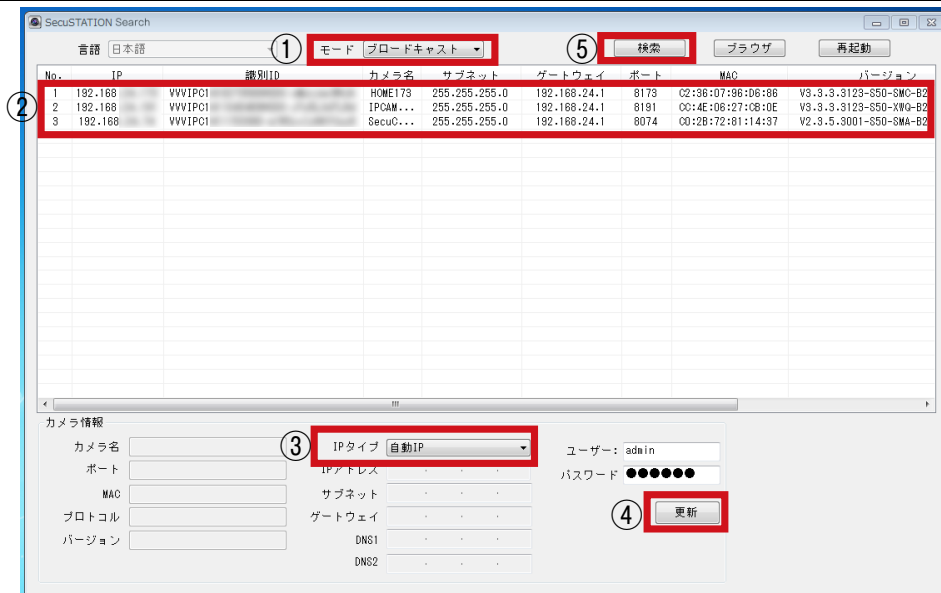 SecuSTATION Search
言語 日本語 ① モード ブロードキャスト ⑤ 検索 ブラウザ 再起動
No. IP 識別ID カメラ名 サブネット ゲートウェイ ポート MAC バージョン
②
1 192.168 VVVIPC1 HOME173 255.255.255.0 192.168.24.1 8173 C2:36:07:96:D6:86 V3.3.3.3123-S50-SMC-B2
2 192.168 VVVIPC1 IPCAM... 255.255.255.0 192.168.24.1 8191 CC:4E:06:27:CB:0E V3.3.3.3123-S50-XWQ-B2
3 192.168 VVVIPC1 SecuC... 255.255.255.0 192.168.24.1 8074 C0:2B:72:81:14:37 V2.3.5.3001-S50-SMA-B2
カメラ情報
カメラ名 ③ IPタイプ 自動IP ユーザー: admin
ポート IPアドレス パスワード ●●●●●●
MAC サブネット
プロトコル ゲートウェイ ④ 更新
バージョン DNS1
DNS2